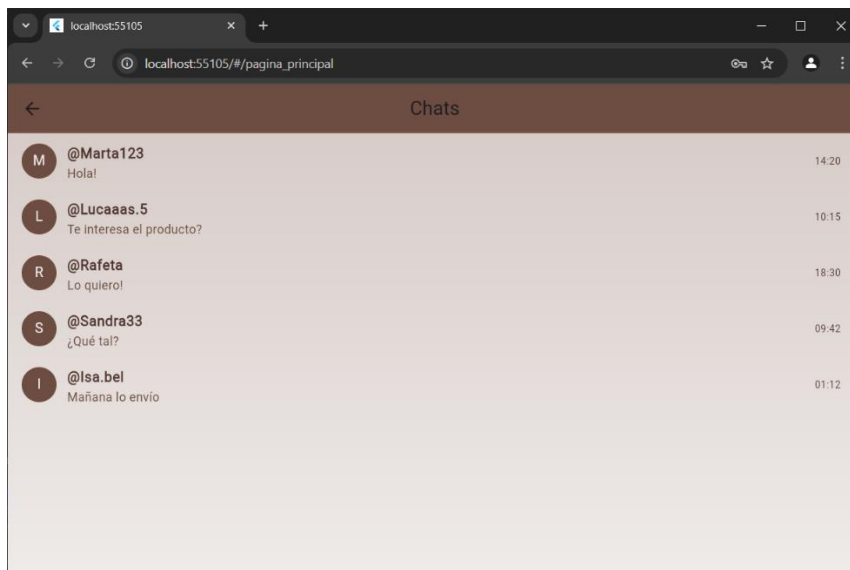 localhost:55105
localhost:55105/#/pagina_principal
Chats
M
@Marta123
Hola!
14:20
L
@Lucaaas.5
Te interesa el producto?
10:15
R
@Rafeta
Lo quiero!
18:30
S
@Sandra33
¿Qué tal?
09:42
I
@Isa.bel
Mañana lo envío
01:12